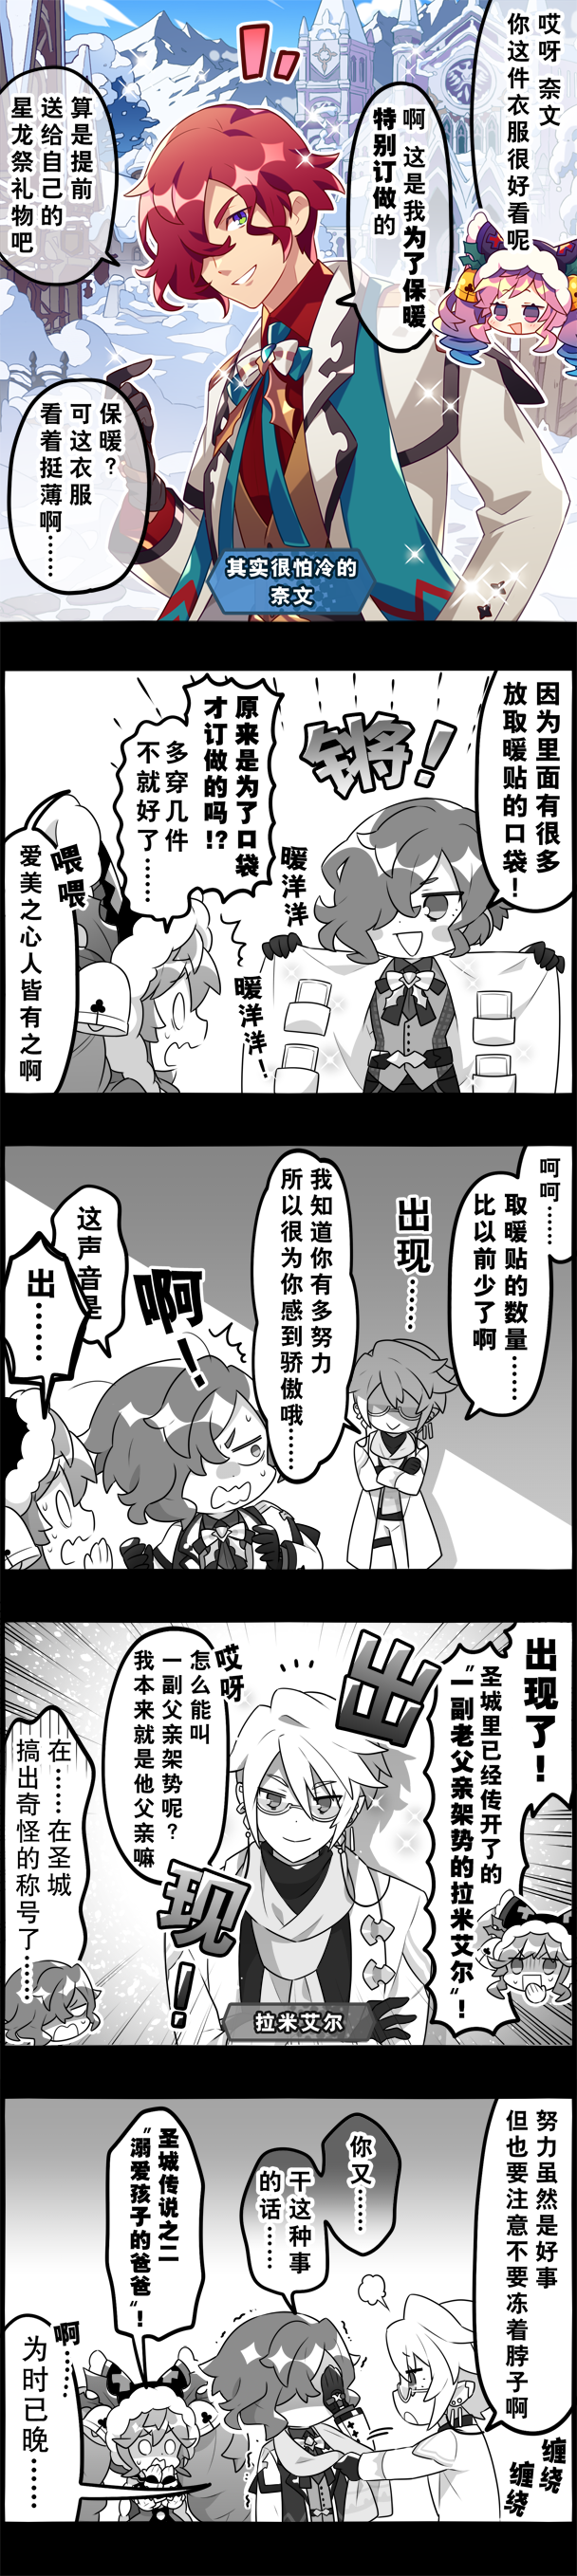 哎呀 奈文
你这件衣服很好看呢
啊 这是我为了保暖
特别订做的
算是提前
送给自己的
星龙祭礼物吧
保暖？
可这衣服
看着挺薄啊……
其实很怕冷的
奈文
因为里面有很多
放取暖贴的口袋！
锵将！
暖洋洋
暖洋洋！
原来是为了口袋
才订做的吗！？
多穿几件
不就好了……
喂喂
爱美之心人皆有之啊
呵呵……
取暖贴的数量……
比以前少了啊
出现……
我知道你有多努力
所以很为你感到骄傲哦……
啊！
这声音是
出……
出现了！
圣城里已经传开了的
“一副老父亲架势的拉米艾尔”！
出
现！
哎呀
怎么能叫
一副父亲架势呢？
我本来就是他父亲嘛
拉米艾尔
在……在圣城
搞出奇怪的称号了……
努力虽然是好事
但也要注意不要冻着脖子啊
缠绕
缠绕
你又……
干这种事
的话……
圣城传说之二
“溺爱孩子的爸爸”！
啊……
为时已晚……